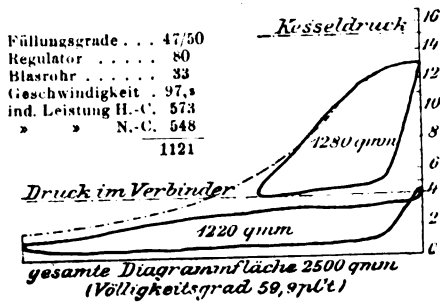 Füllungsgrade . . . 47/50
Regulator . . . . . . 80
Blasrohr . . . . . . 33
Geschwindigkeit . 97,8
ind. Leistung H.-C. 573
» » N.-C. 548
1121
Kesseldruck
16
14
12
10
8
6
4
2
0
1280 qmm
Druck im Verbinder
1220 qmm
gesamte Diagrammfläche 2500 qmm
(Völligkeitsgrad 59,9 pCt)